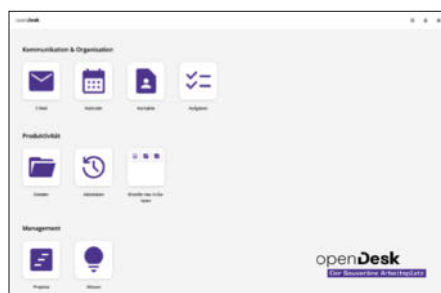 openDesk
Kommunikation & Organisation
E-Mail
Kalender
Kontakte
Aufgaben
Produktivität
Dateien
Aktivitäten
Management
Projekte
Wissen
openDesk
Der Souveräne Arbeitsplatz